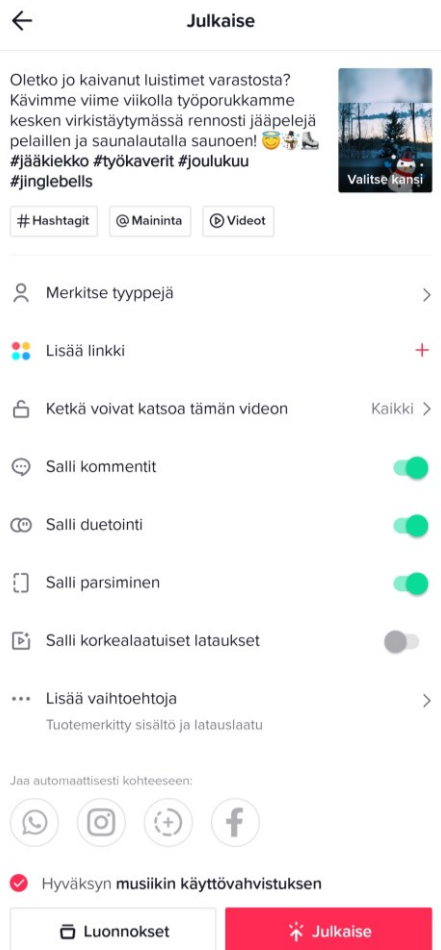 Julkaise
Oletko jo kaivanut luistimet varastosta?
Kävimme viime viikolla työporukkamme
kesken virkistäytymässä rennosti jääpelejä
pelaillen ja saunalautalla saunoen! 😇☃️⛸️
#jääkiekko #työkaverit #joulukuu
#jinglebells
Valitse kansi
# Hashtagit
@ Maininta
Videot
Merkitse tyyppejä
Lisää linkki
Ketkä voivat katsoa tämän videon
Kaikki
Salli kommentit
Salli duetointi
Salli parsiminen
Salli korkealaatuiset lataukset
Lisää vaihtoehtoja
Tuotemerkitty sisältö ja latauslaatu
Jaa automaattisesti kohteeseen:
Hyväksyn musiikin käyttövahvistuksen
Luonnokset
Julkaise